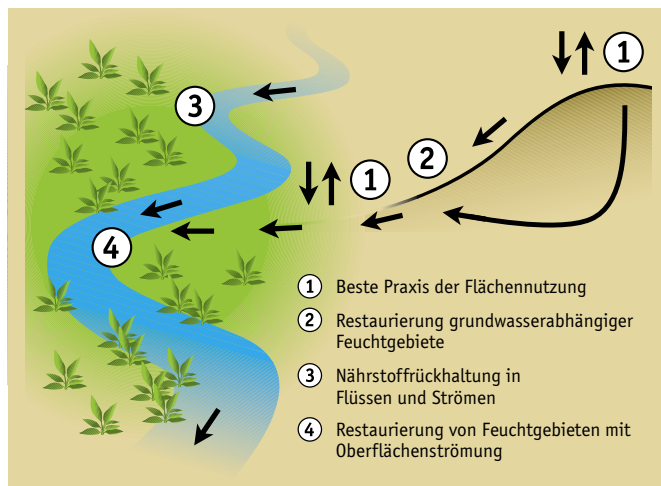 1
3
1
2
4
1 Beste Praxis der Flächennutzung
2 Restaurierung grundwasserabhängiger
Feuchtgebiete
3 Nährstoffrückhaltung in
Flüssen und Strömen
4 Restaurierung von Feuchtgebieten mit
Oberflächenströmung